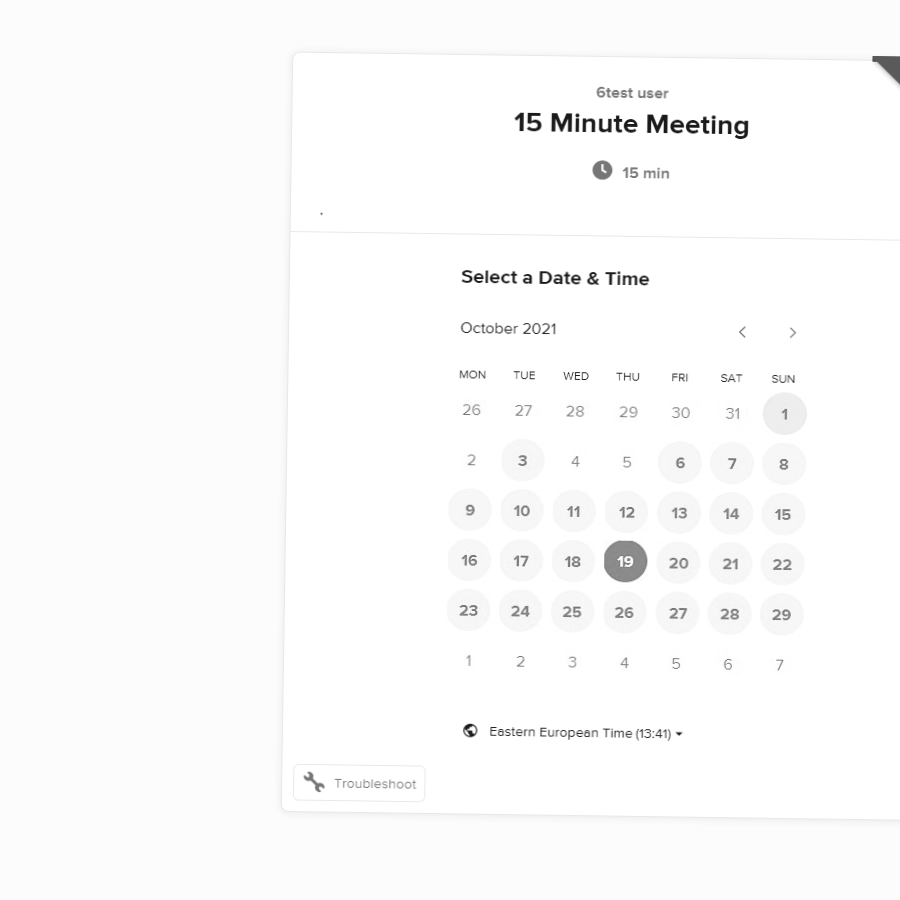 6test user
15 Minute Meeting
15 min
.
Select a Date & Time
October 2021
MON TUE WED THU FRI SAT SUN
26 27 28 29 30 31 1
2 3 4 5 6 7 8
9 10 11 12 13 14 15
16 17 18 19 20 21 22
23 24 25 26 27 28 29
1 2 3 4 5 6 7
Eastern European Time (13:41)
Troubleshoot